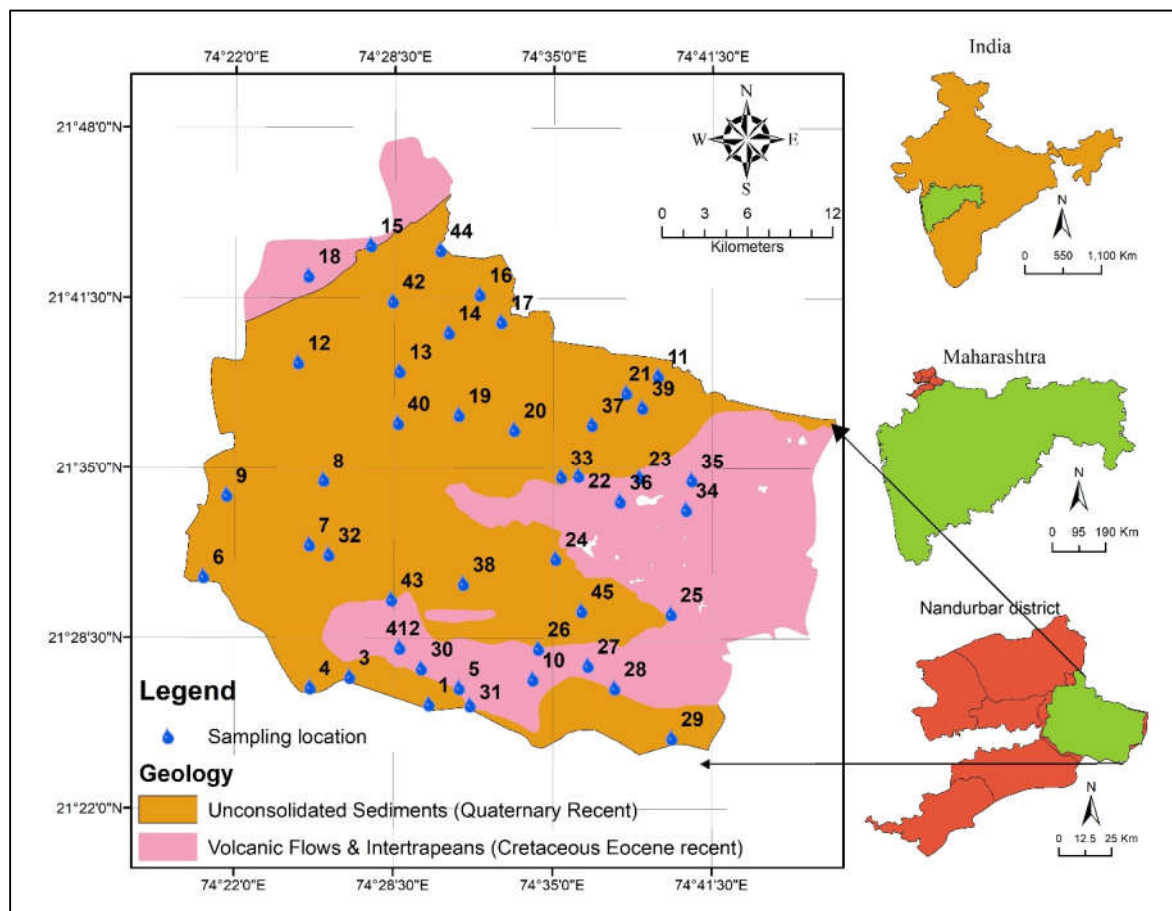 74°22'0"E 74°28'30"E 74°35'0"E 74°41'30"E
India
21°48'0"N
N
W E
S
0 3 6 12
Kilometers
N
0 550 1,100 Km
15 44
18
42 16
21°41'30"N
14 17
12 13
11
21 39
40 19 20 37
Maharashtra
21°35'0"N
9 8 33 22 23 35
36 34
N
0 95 190 Km
7 32
24
6 38
43 45 25
21°28'30"N
412 26 27
30 10 28
4 3 5
1 31
29
Nandurbar district
N
0 12.5 25 Km
Legend
Sampling location
Geology
21°22'0"N
Unconsolidated Sediments (Quaternary Recent)
Volcanic Flows & Intertrapeans (Cretaceous Eocene recent)
74°22'0"E 74°28'30"E 74°35'0"E 74°41'30"E